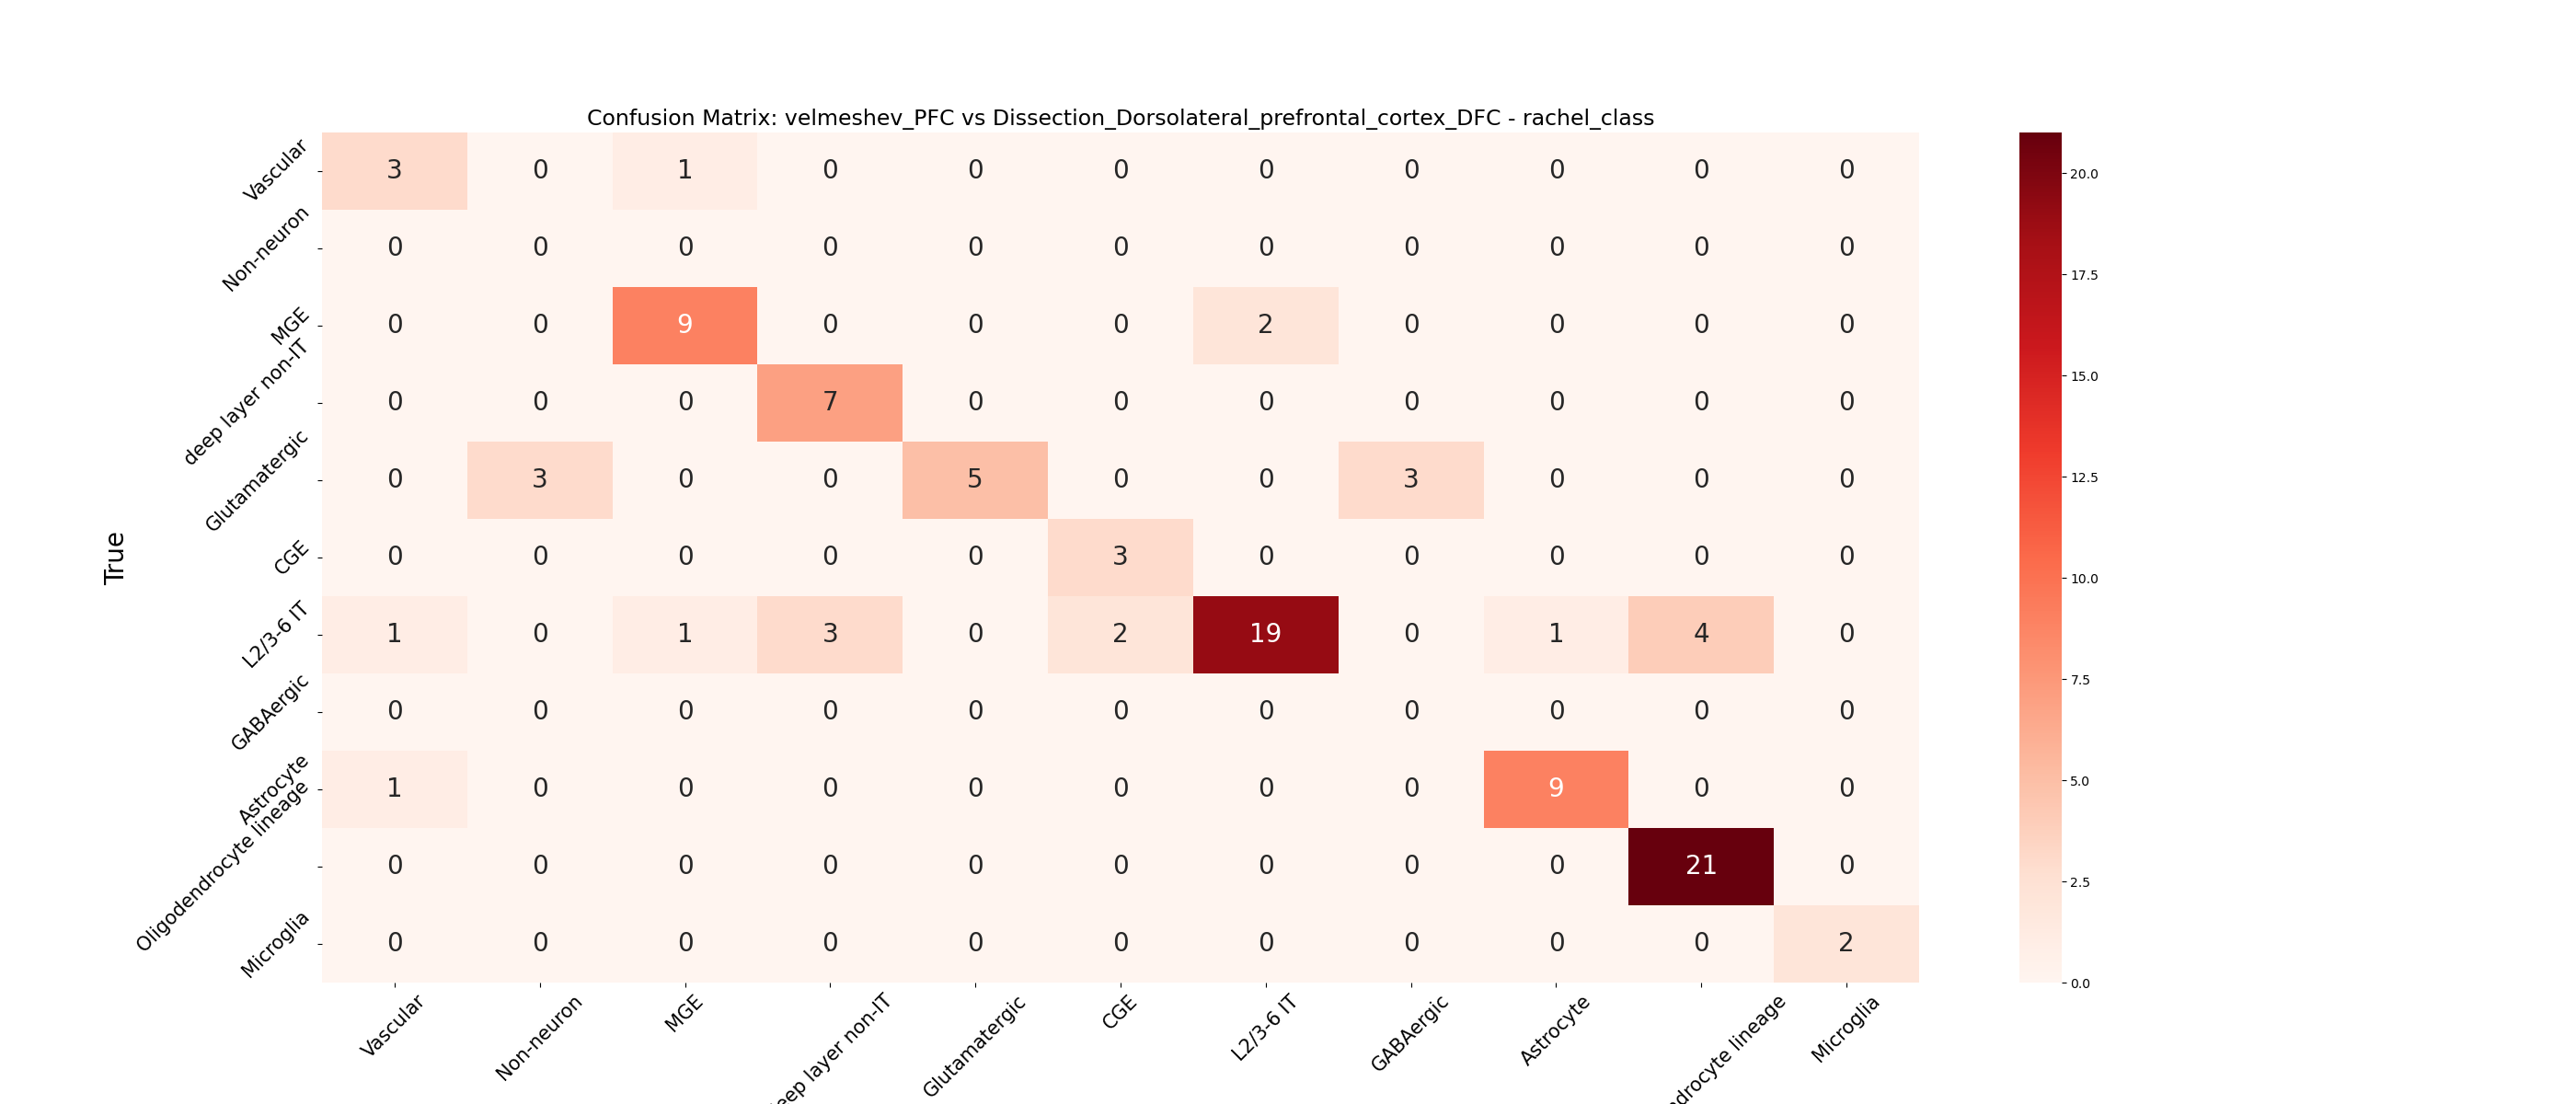 Confusion Matrix: velmeshev_PFC vs Dissection_Dorsolateral_prefrontal_cortex_DFC - rachel_class
True
Vascular 3 0 1 0 0 0 0 0 0 0 0
Non-neuron 0 0 0 0 0 0 0 0 0 0 0
MGE 0 0 9 0 0 0 2 0 0 0 0
deep layer non-IT 0 0 0 7 0 0 0 0 0 0 0
Glutamatergic 0 3 0 0 5 0 0 3 0 0 0
CGE 0 0 0 0 0 3 0 0 0 0 0
L2/3-6 IT 1 0 1 3 0 2 19 0 1 4 0
GABAergic 0 0 0 0 0 0 0 0 0 0 0
Astrocyte 1 0 0 0 0 0 0 0 9 0 0
Oligodendrocyte lineage 0 0 0 0 0 0 0 0 0 21 0
Microglia 0 0 0 0 0 0 0 0 0 0 2
Vascular Non-neuron MGE eep layer non-IT Glutamatergic CGE L2/3-6 IT GABAergic Astrocyte ndrocyte lineage Microglia
20.0
17.5
15.0
12.5
10.0
7.5
5.0
2.5
0.0